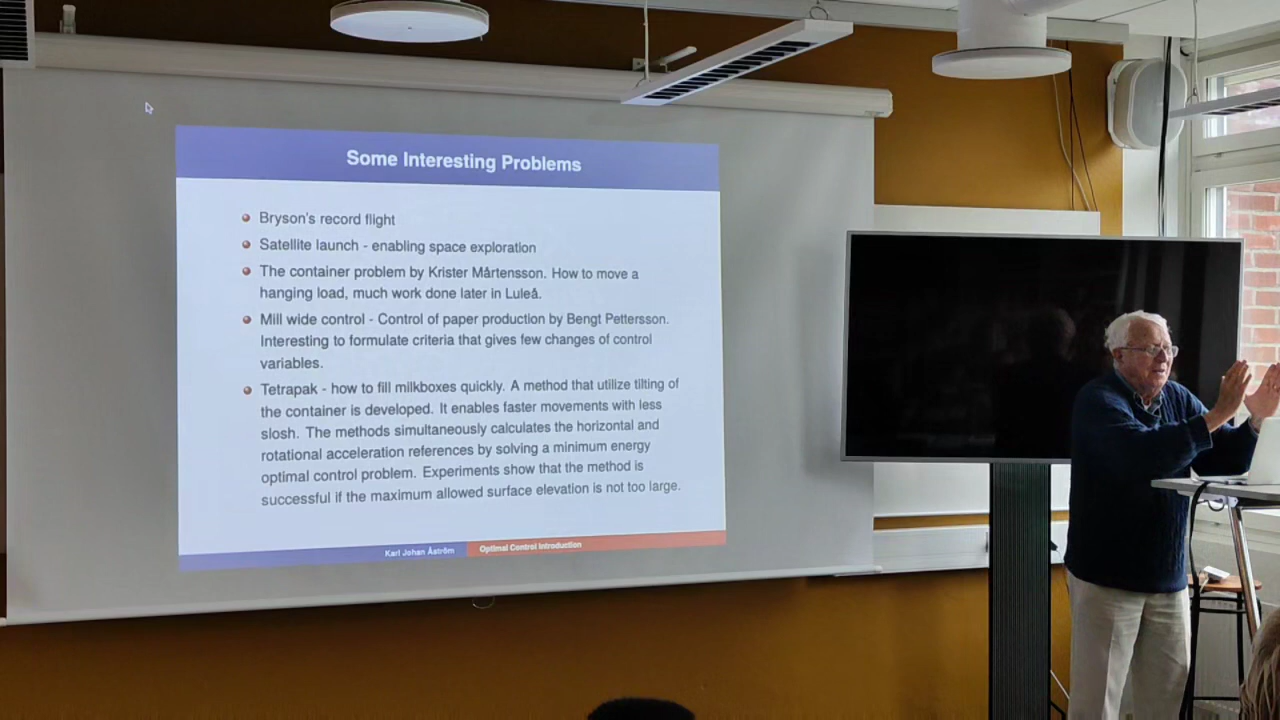 Some Interesting Problems
Bryson's record flight
Satellite launch - enabling space exploration
The container problem by Krister Mårtensson. How to move a
hanging load, much work done later in Luleå.
Mill wide control - Control of paper production by Bengt Pettersson.
Interesting to formulate criteria that gives few changes of control
variables.
Tetrapak - how to fill milkboxes quickly. A method that utilize tilting of
the container is developed. It enables faster movements with less
slosh. The methods simultaneously calculates the horizontal and
rotational acceleration references by solving a minimum energy
optimal control problem. Experiments show that the method is
successful if the maximum allowed surface elevation is not too large.
Karl Johan Åström
Optimal Control Introduction